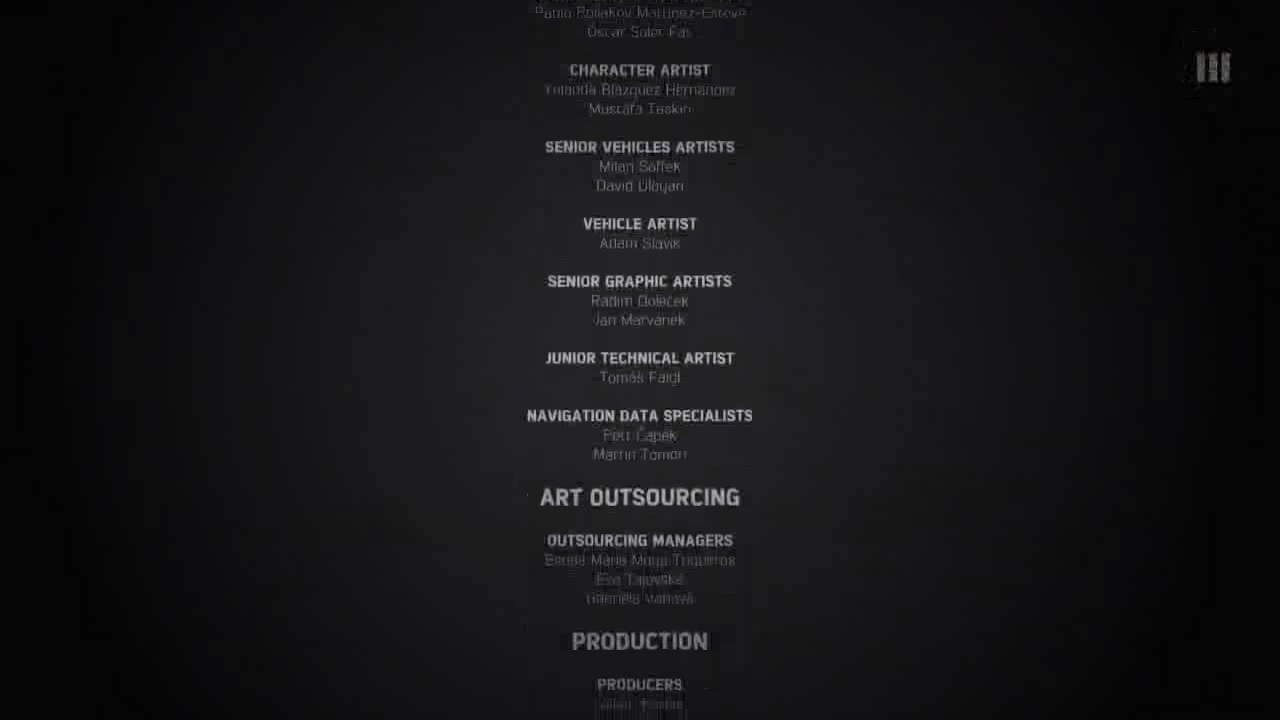 Óscar Soler Fas
CHARACTER ARTIST
Yolanda Blázquez Hernández
Mustafa Taskin
SENIOR VEHICLES ARTISTS
Milan Soffek
David
VEHICLE ARTIST
Adam Slavík
SENIOR GRAPHIC ARTISTS
Radim Doleček
Jan Marvánek
JUNIOR TECHNICAL ARTIST
Tomáš Faigl
NAVIGATION DATA SPECIALISTS
Petr Čapek
Martin Tomori
ART OUTSOURCING
OUTSOURCING MANAGERS
María
Eva
Gabriela
PRODUCTION
PRODUCERS